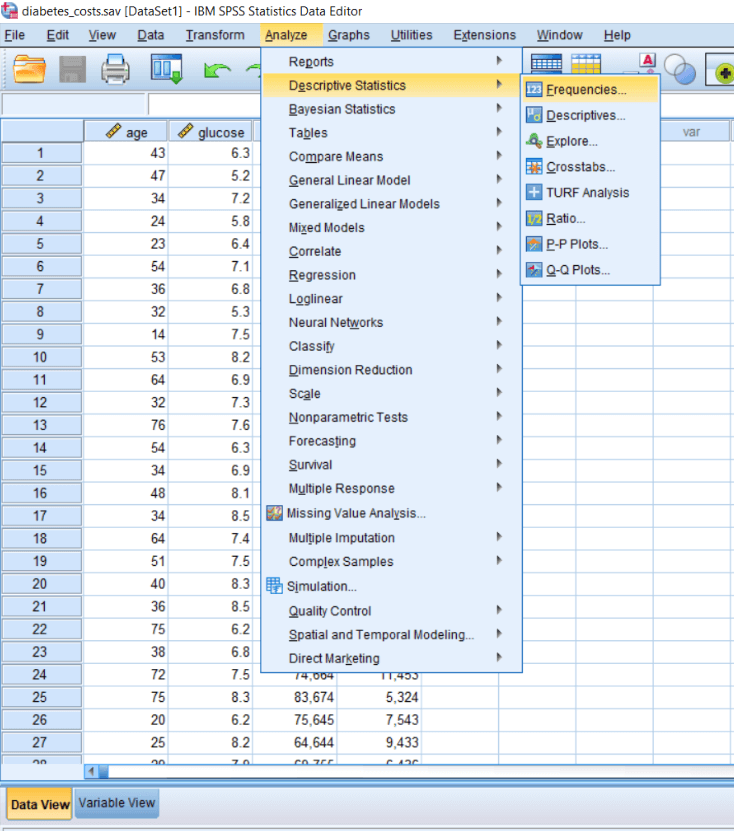 diabetes_costs.sav [DataSet1] - IBM SPSS Statistics Data Editor
File Edit View Data Transform Analyze Graphs Utilities Extensions Window Help
Reports
Descriptive Statistics
Bayesian Statistics
Tables
Compare Means
General Linear Model
Generalized Linear Models
Mixed Models
Correlate
Regression
Loglinear
Neural Networks
Classify
Dimension Reduction
Scale
Nonparametric Tests
Forecasting
Survival
Multiple Response
Missing Value Analysis...
Multiple Imputation
Complex Samples
Simulation...
Quality Control
Spatial and Temporal Modeling...
Direct Marketing
Frequencies...
Descriptives...
Explore...
Crosstabs...
TURF Analysis
Ratio...
P-P Plots...
Q-Q Plots...
age glucose var
1 43 6.3
2 47 5.2
3 34 7.2
4 24 5.8
5 23 6.4
6 54 7.1
7 36 6.8
8 32 5.3
9 14 7.5
10 53 8.2
11 64 6.9
12 32 7.3
13 76 7.6
14 54 6.3
15 34 6.9
16 48 8.1
17 34 8.5
18 64 7.4
19 51 7.5
20 40 8.3
21 36 8.5
22 75 6.2
23 38 6.8
24 72 7.5 74,664 11,453
25 75 8.3 83,674 5,324
26 20 6.2 75,645 7,543
27 25 8.2 64,644 9,433
Data View Variable View